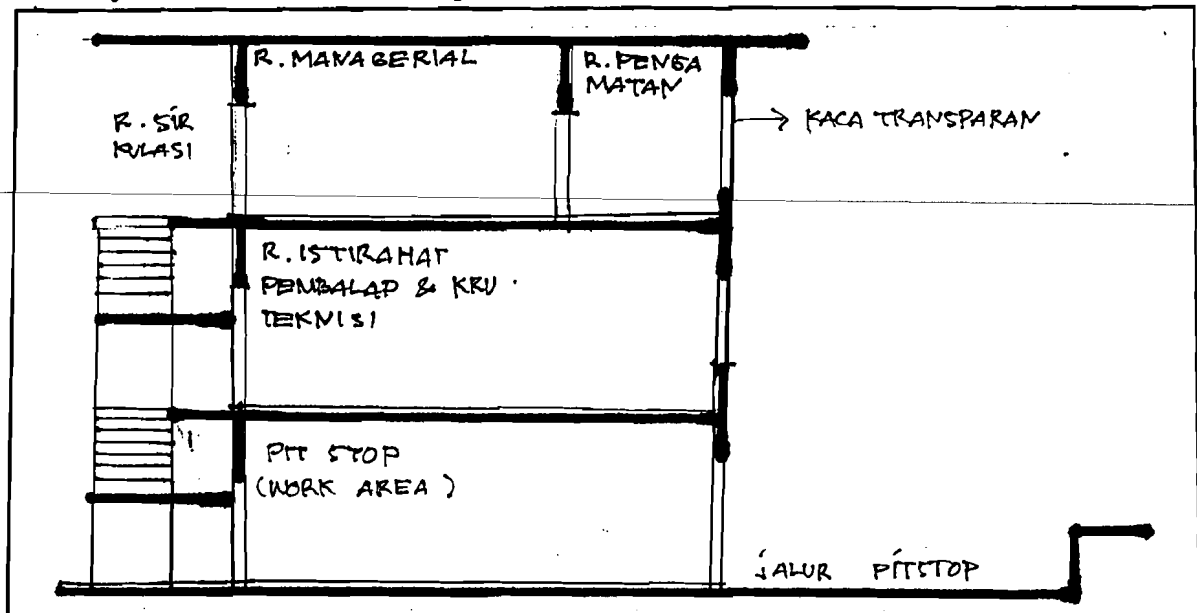 R. MANAGERIAL
R. PENGA
MATAN
R. SIR
KULASI
KACA TRANSPARAN
R. ISTIRAHAT
PEMBALAP & KRU
TEKNISI
PIT STOP
(WORK AREA)
JALUR PITSTOP